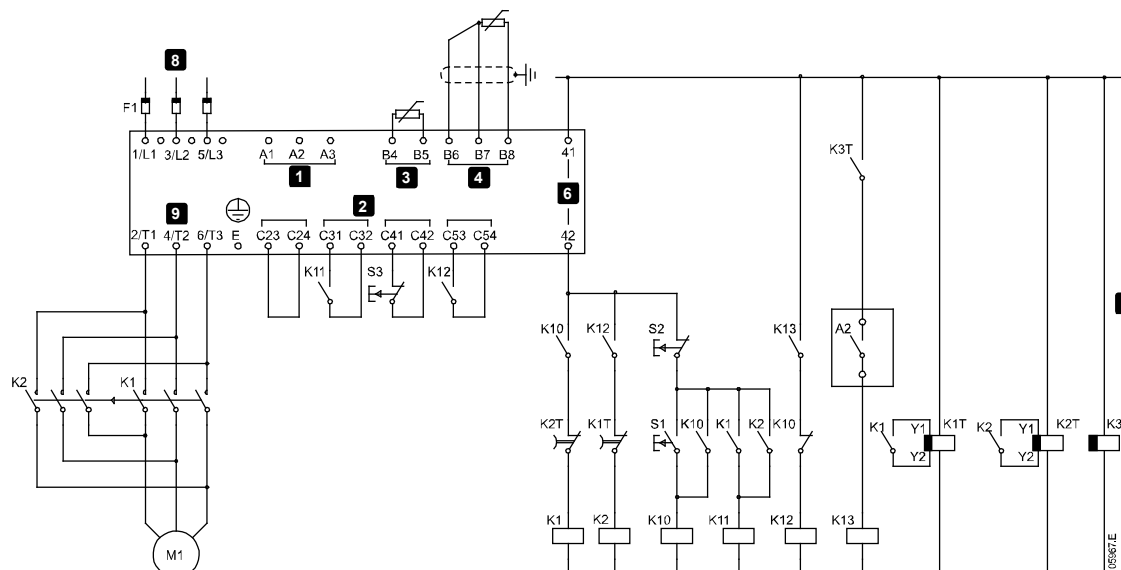 8
F1
1/L1 3/L2 5/L3 A1 A2 A3 B4 B5 B6 B7 B8 41
1 3 4 6
K3T
9 2
2/T1 4/T2 6/T3 E C23 C24 C31 C32 C41 C42 C53 C54 42
K11 S3 K12
K10 K12 S2 K13 A2
K2 K1
K2T K1T S1 K10 K1 K2 K10 K1 Y1 K1T K2 Y1 K2T K3
Y2 Y2
K1 K2 K10 K11 K12 K13
M1
05967.E